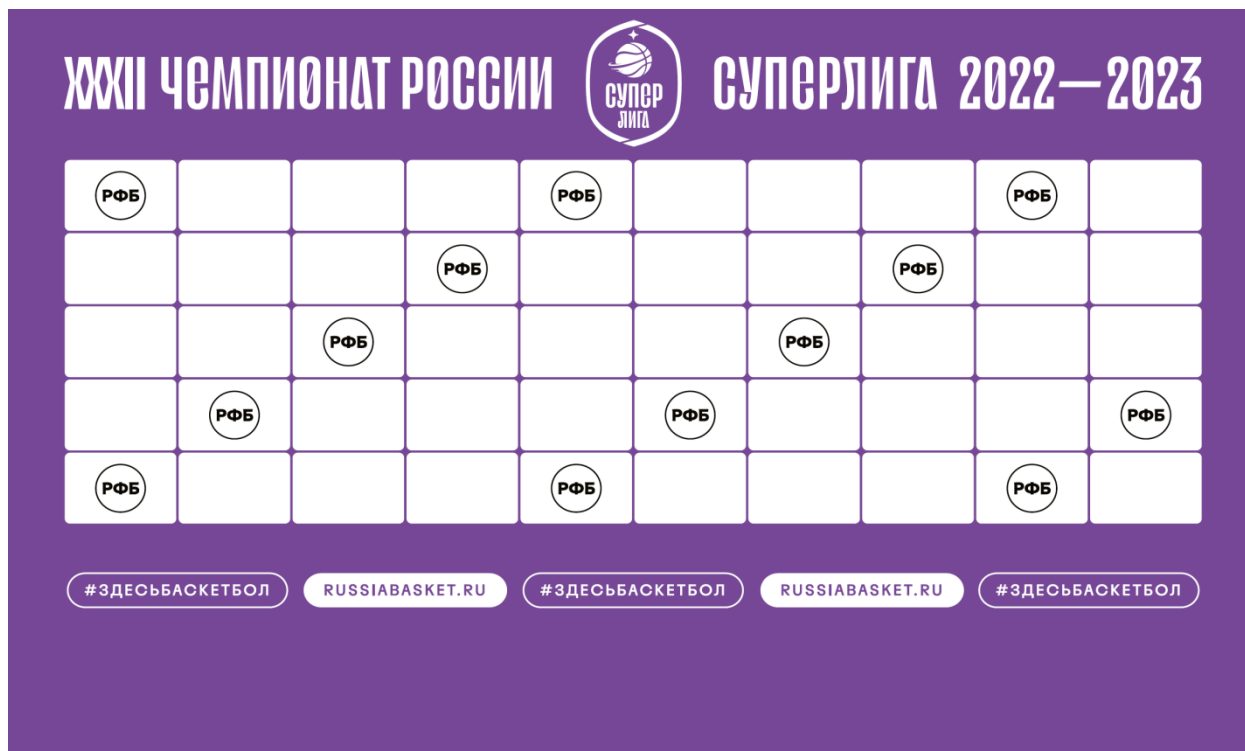 XXXII ЧЕМПИОНАТ РОССИИ СУПЕР ЛИГА СУПЕРЛИГА 2022—2023
РФБ РФБ РФБ
РФБ РФБ
РФБ РФБ
РФБ РФБ РФБ
РФБ РФБ РФБ
#ЗДЕСЬБАСКЕТБОЛ RUSSIABASKET.RU #ЗДЕСЬБАСКЕТБОЛ RUSSIABASKET.RU #ЗДЕСЬБАСКЕТБОЛ